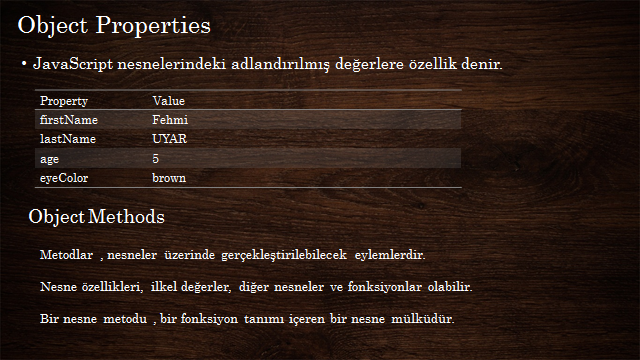 Object Properties
• JavaScript nesnelerindeki adlandırılmış değerlere özellik denir.
Property Value
firstName Fehmi
lastName UYAR
age 5
eyeColor brown
Object Methods
Metodlar , nesneler üzerinde gerçekleştirilebilecek eylemlerdir.
Nesne özellikleri, ilkel değerler, diğer nesneler ve fonksiyonlar olabilir.
Bir nesne metodu , bir fonksiyon tanımı içeren bir nesne mülküdür.